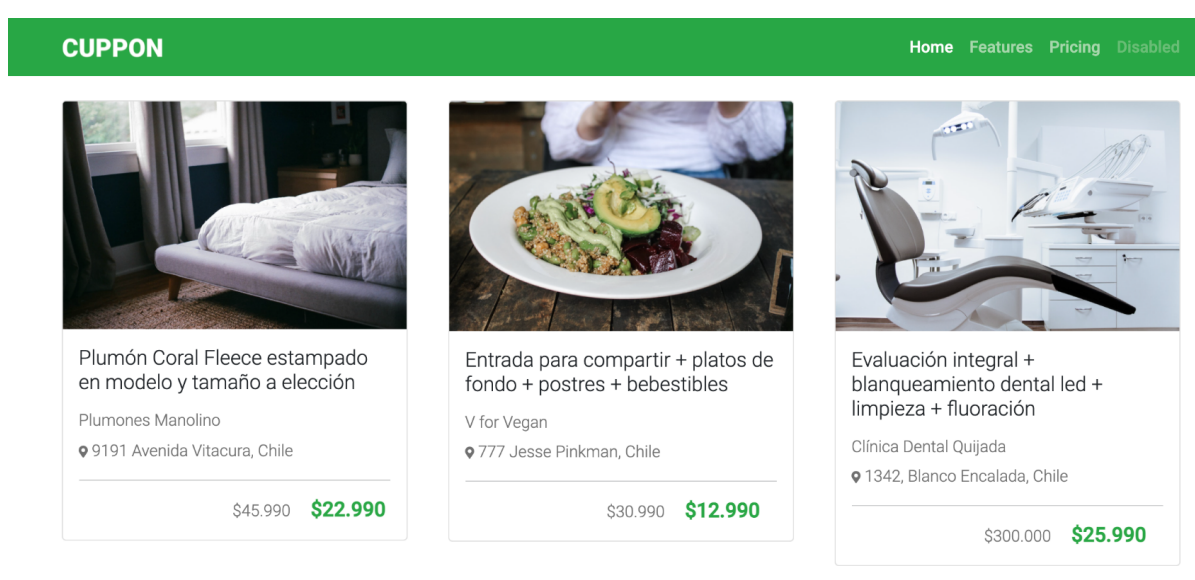 CUPPON
Home Features Pricing Disabled
Plumón Coral Fleece estampado
en modelo y tamaño a elección
Plumones Manolino
9191 Avenida Vitacura, Chile
$45.990 $22.990
Entrada para compartir + platos de
fondo + postres + bebestibles
V for Vegan
777 Jesse Pinkman, Chile
$30.990 $12.990
Evaluación integral +
blanqueamiento dental led +
limpieza + fluoración
Clínica Dental Quijada
1342, Blanco Encalada, Chile
$300.000 $25.990